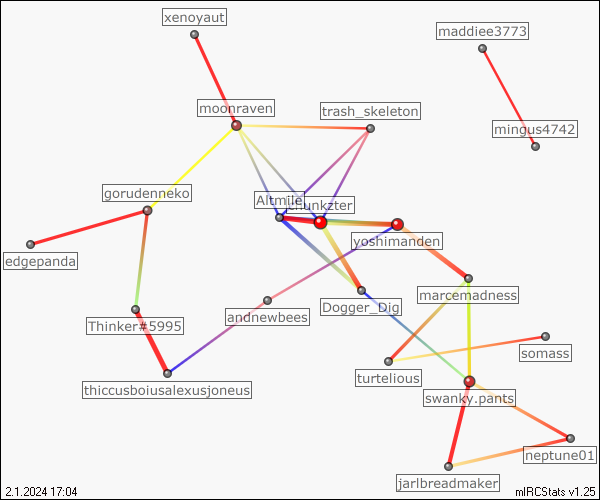 xenoyaut
maddiee3773
moonraven
trash_skeleton
mingus4742
gorudenneko
Altmile
chunkzter
yoshimanden
edgepanda
marcemadness
Dogger_Dig
andnewbees
Thinker#5995
somass
turtelious
thiccusboiusalexusjoneus
swanky.pants
neptune01
jarlbreadmaker
2.1.2024 17:04
mIRCStats v1.25